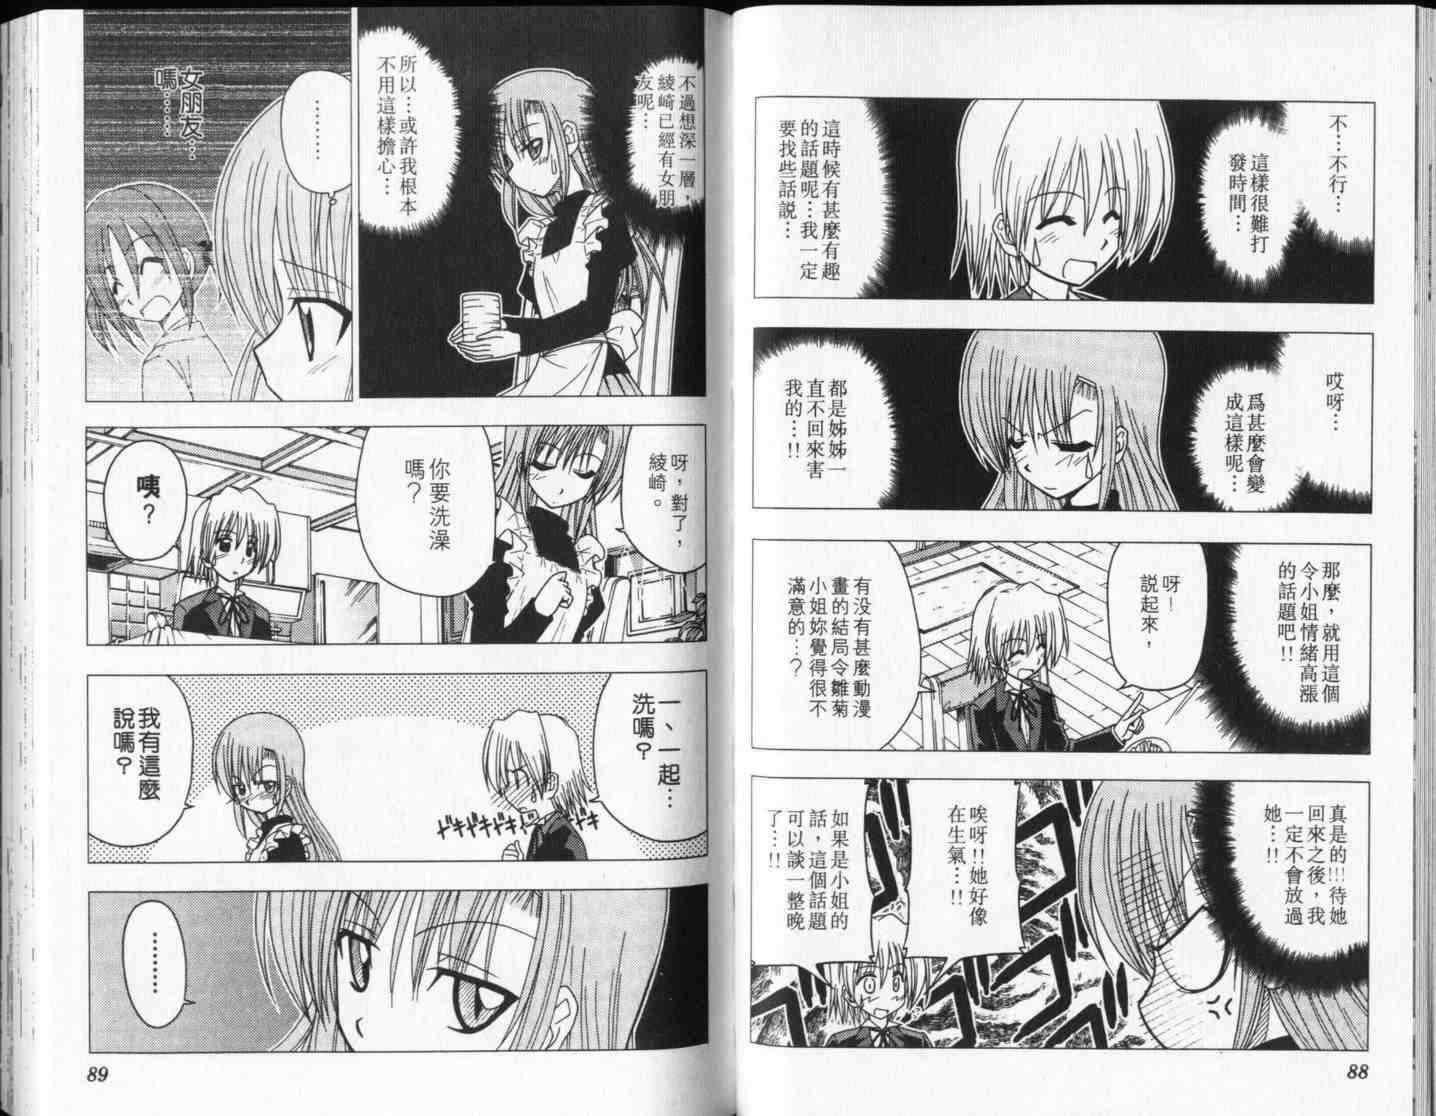 不…不行…
這樣很難打
發時間…
這時候有甚麼有趣
的話題呢…我一定
要找些話說…
哎呀…
爲甚麼會變
成這樣呢…
都是姊姊一
直不回來害
我的…!!
那麼，就用這個
令小姐情緒高漲
的話題吧!!
呀！
說起來，
有没有甚麼動漫
畫的結局令雛菊
小姐妳覺得很不
滿意的…？
真是的!!!待她
回來之後，我
一定不會放過
她…!!
唉呀!!她好像
在生氣…!!
如果是小姐的
話，這個話題
可以談一整晚
了…!!
88
不過想深一層，
綾崎已經有女朋
友呢…
所以…或許我根本
不用這樣擔心…
………
女朋友…
嗎……
呀，對了，
綾崎。
你要洗澡
嗎？
咦？
一、一起…
洗嗎？
ドキドキドキ
ドキ
我有這麼
說嗎？
………
89